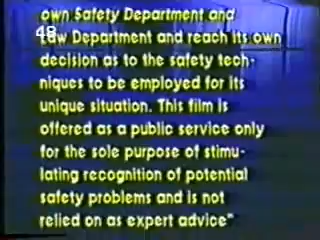 own Safety Department and
48
Law Department and reach its own
decision as to the safety tech-
niques to be employed for its
unique situation. This film is
offered as a public service only
for the sole purpose of stimu-
lating recognition of potential
safety problems and is not
relied on as expert advice"